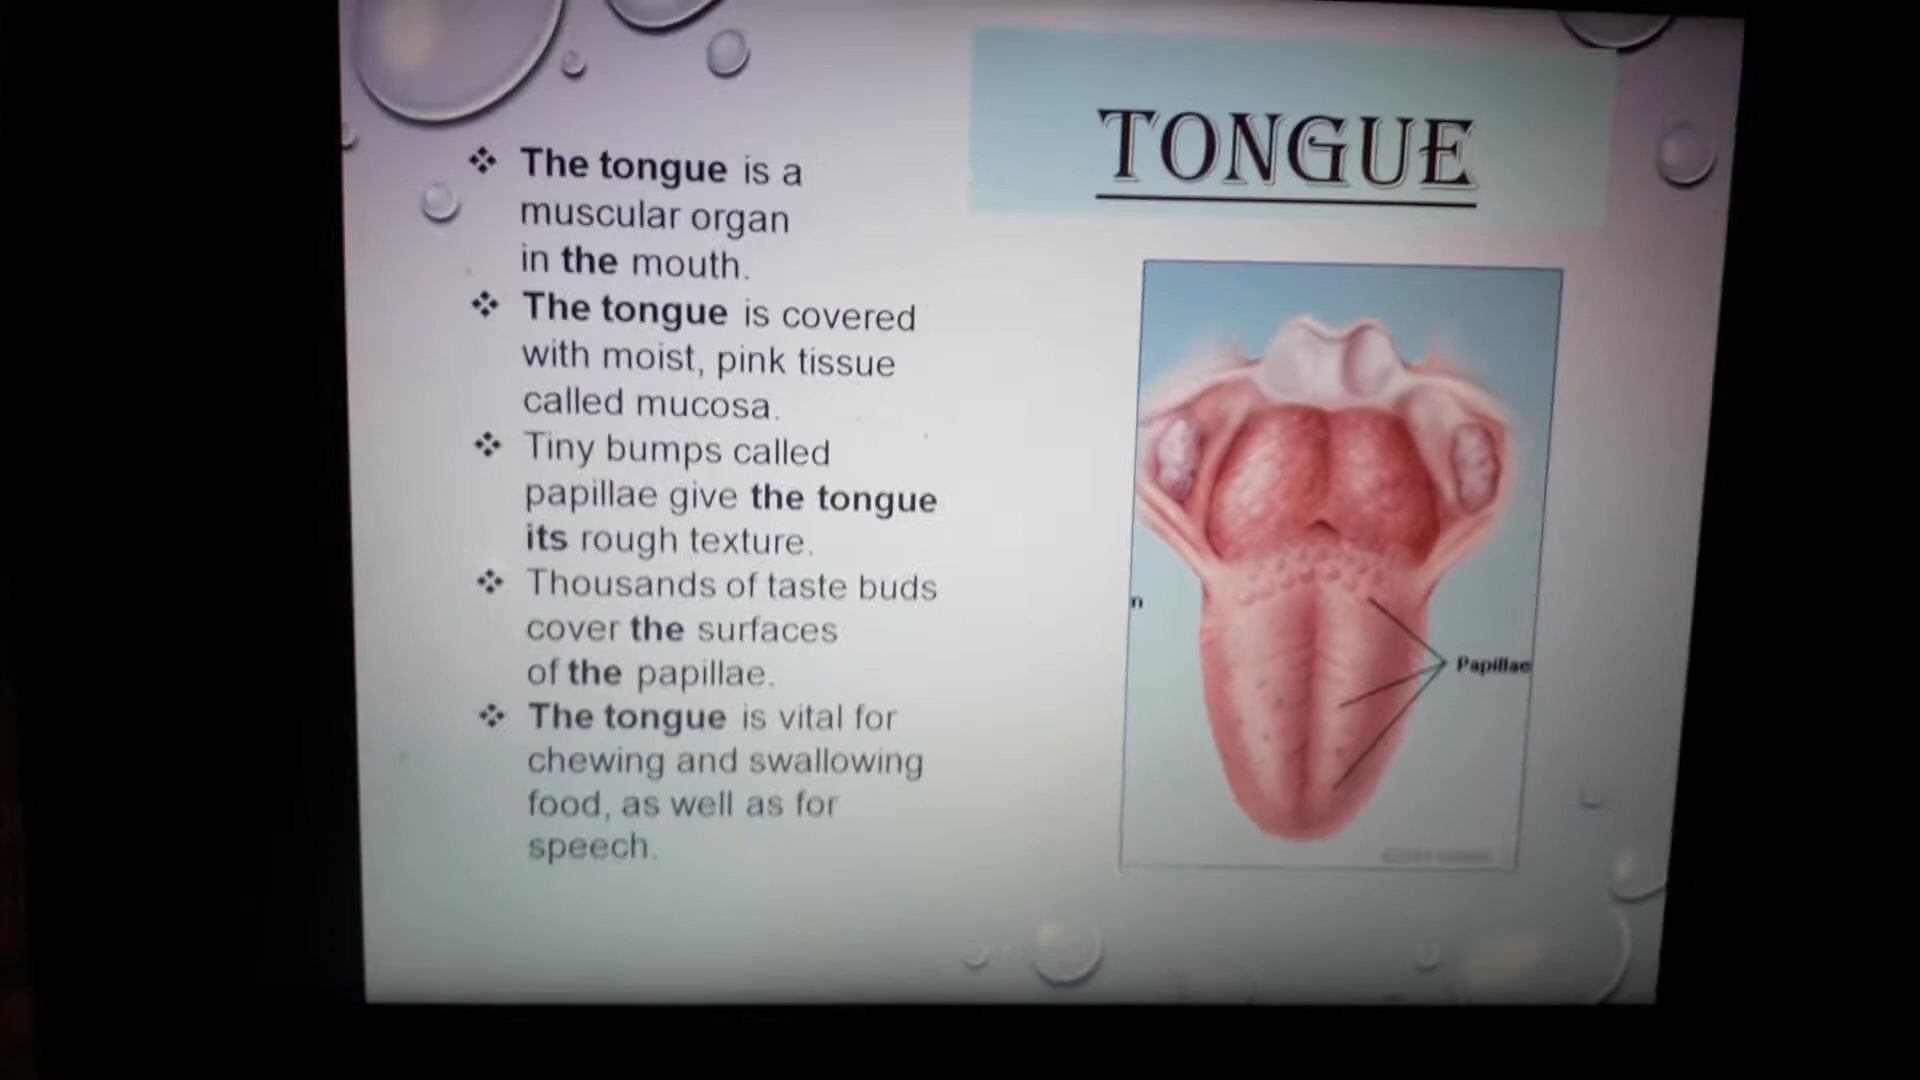 TONGUE
❖ The tongue is a
muscular organ
in the mouth.
❖ The tongue is covered
with moist, pink tissue
called mucosa.
❖ Tiny bumps called
papillae give the tongue
its rough texture.
❖ Thousands of taste buds
cover the surfaces
of the papillae.
❖ The tongue is vital for
chewing and swallowing
food, as well as for
speech.
n
Papillae